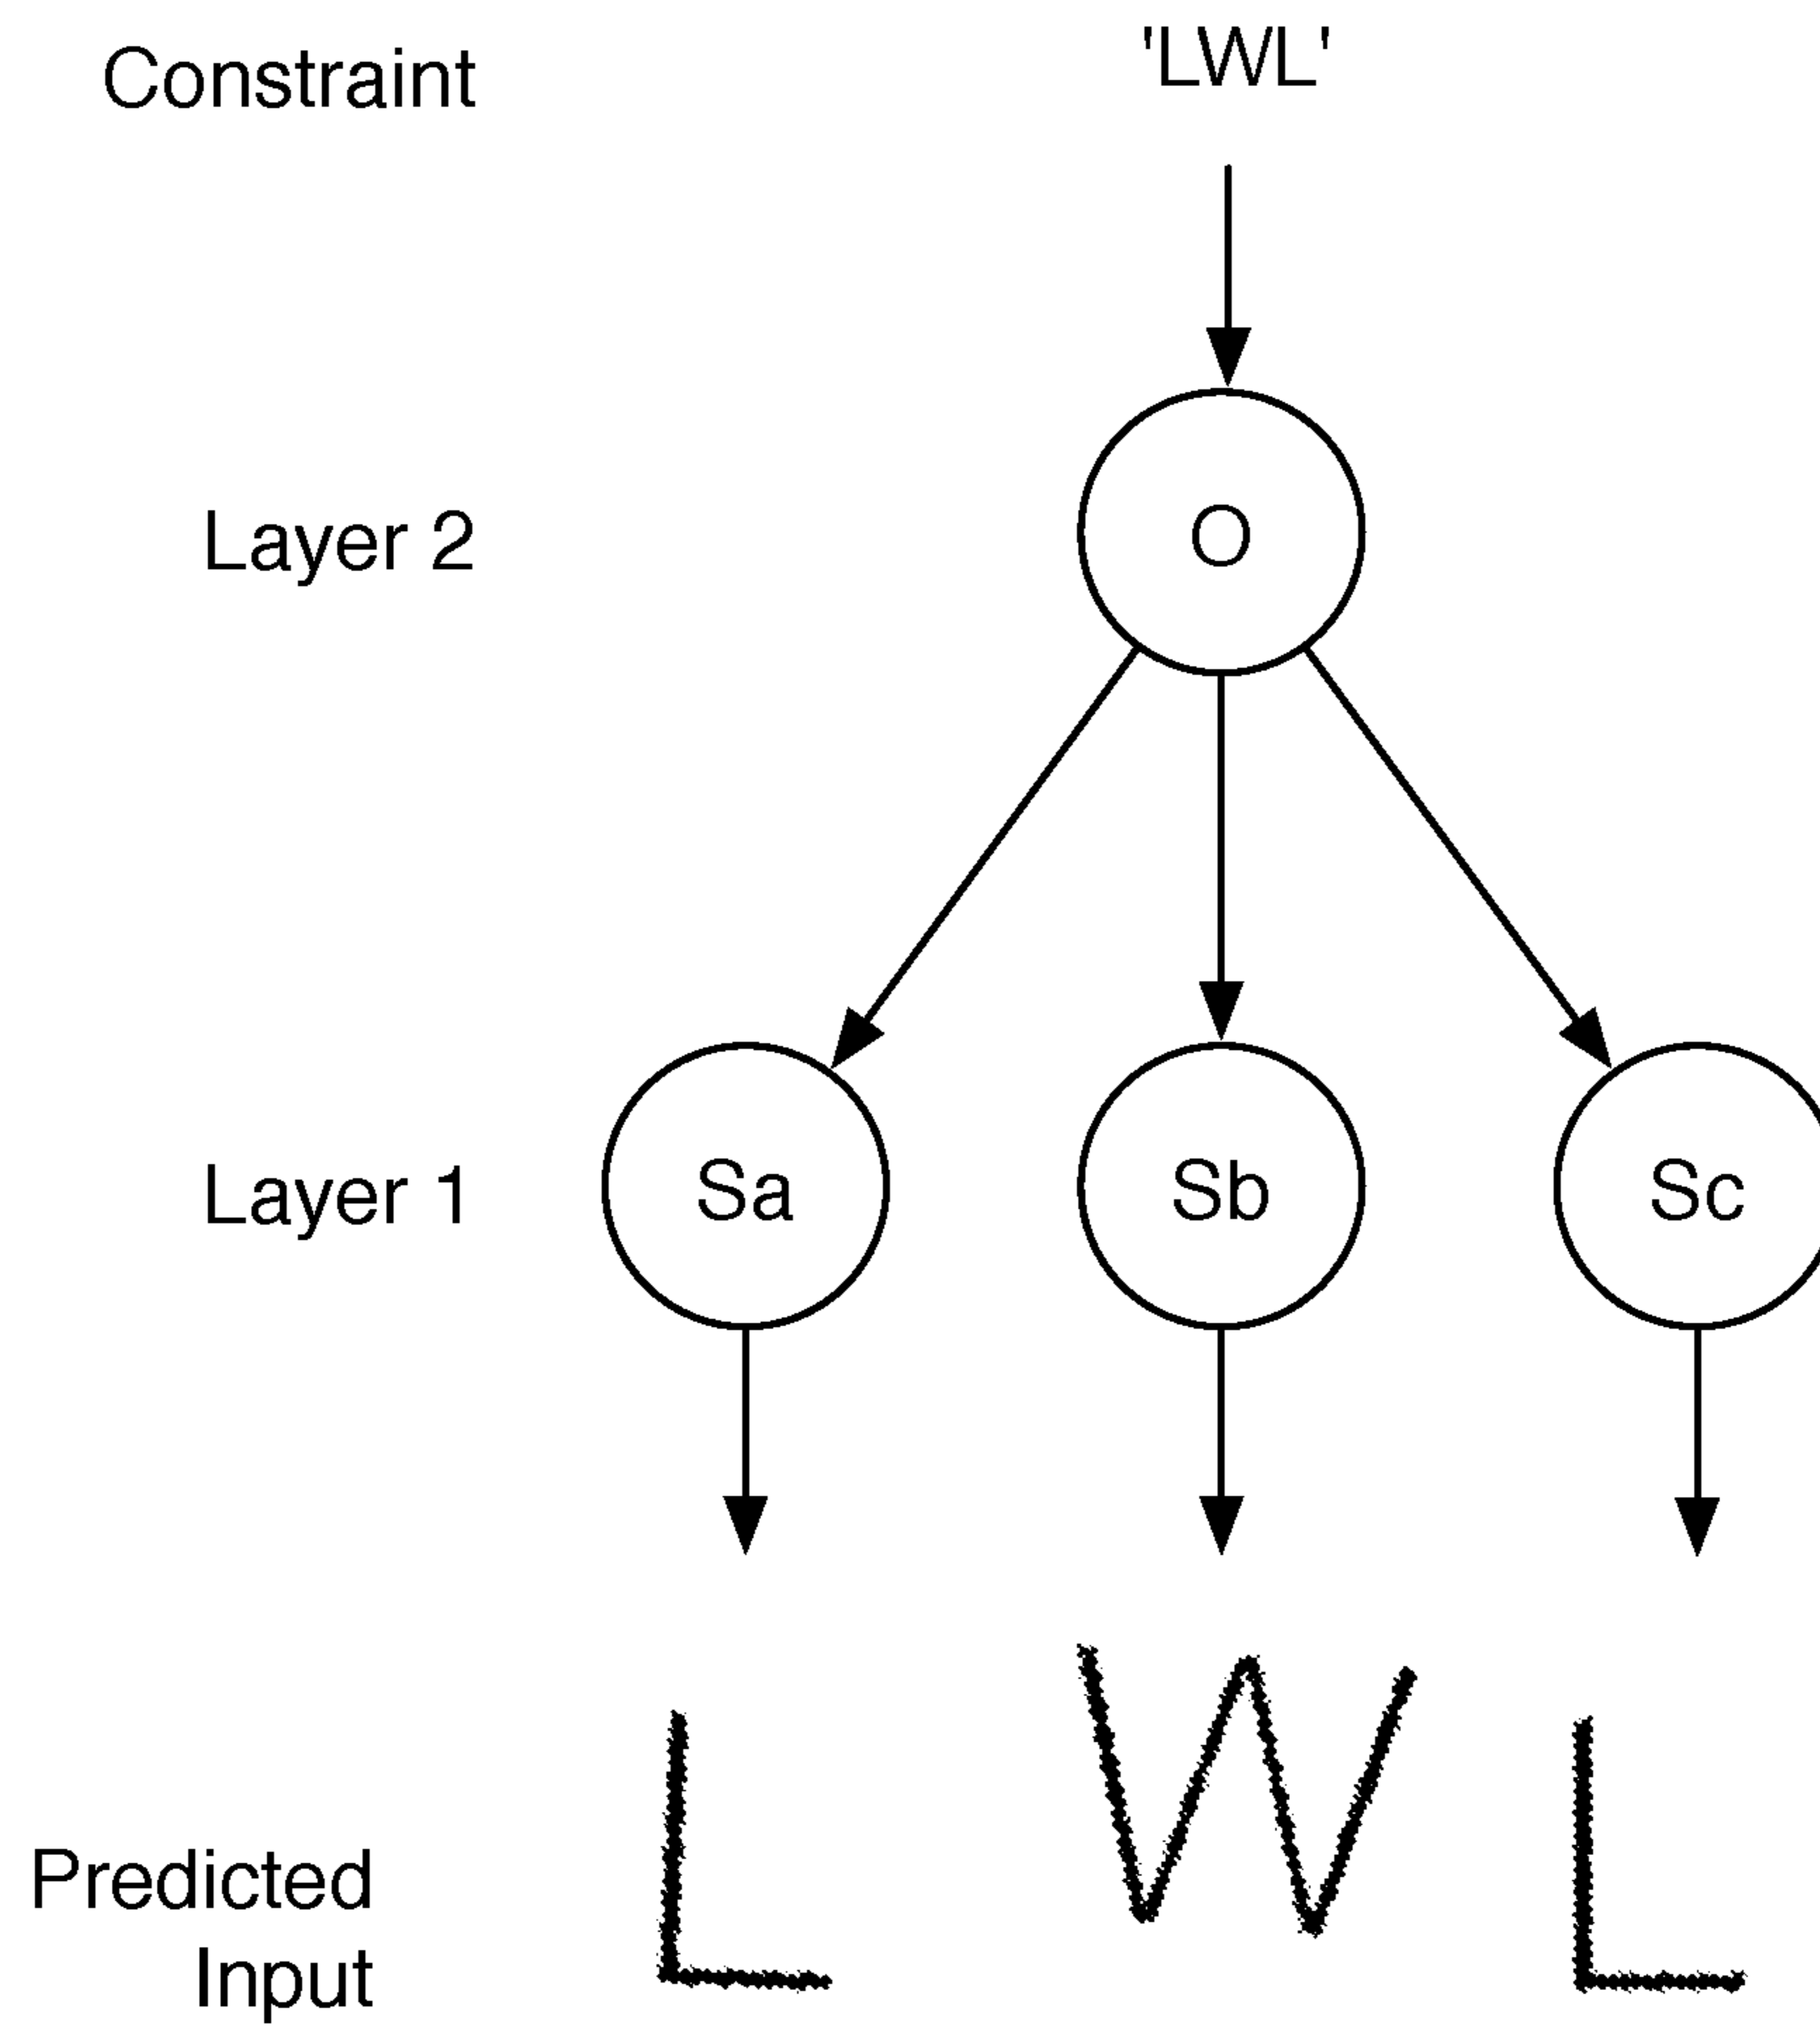 Constraint 'LWL'
Layer 2 O
Layer 1 Sa Sb Sc
L W L
Predicted
Input